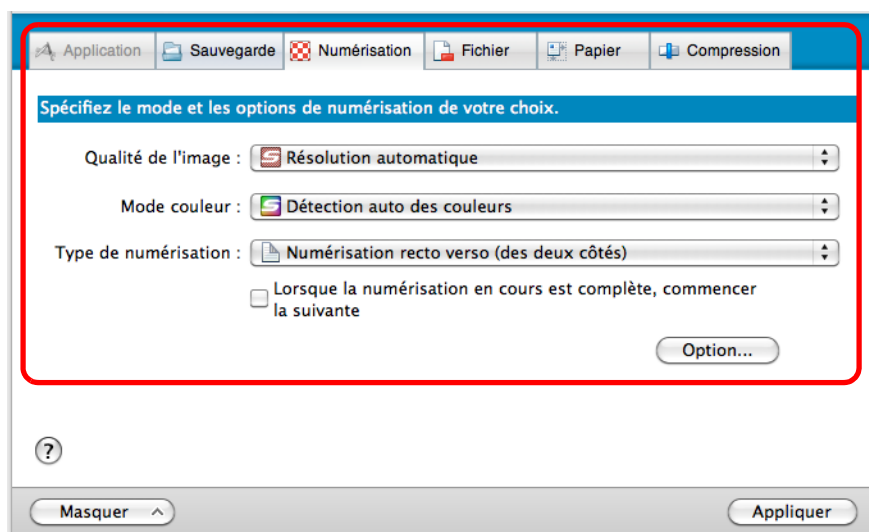 Application Sauvegarde Numérisation Fichier Papier Compression
Spécifiez le mode et les options de numérisation de votre choix.
Qualité de l'image : Résolution automatique
Mode couleur : Détection auto des couleurs
Type de numérisation : Numérisation recto verso (des deux côtés)
Lorsque la numérisation en cours est complète, commencer
la suivante
Option...
?
Masquer Appliquer